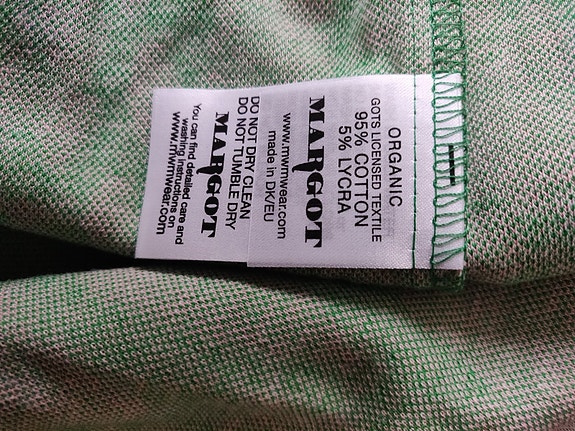 ORGANIC
GOTS LICENSED TEXTILE
95% COTTON
5% LYCRA
MARGOT
www.mwmwear.com
made in DK/EU
DO NOT DRY CLEAN
DO NOT TUMBLE DRY
MARGOT
You can find detailed care and
washing instructions on
www.mwmwear.com